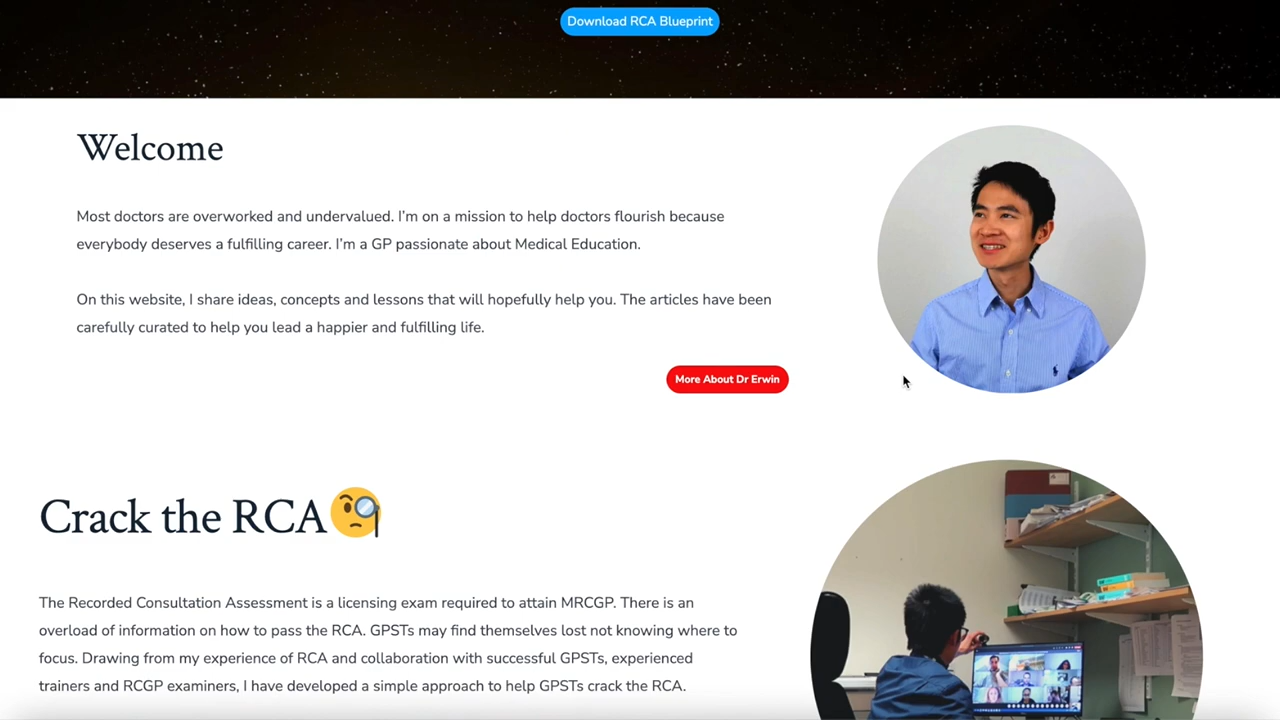 Download RCA Blueprint
Welcome
Most doctors are overworked and undervalued. I'm on a mission to help doctors flourish because
everybody deserves a fulfilling career. I'm a GP passionate about Medical Education.
On this website, I share ideas, concepts and lessons that will hopefully help you. The articles have been
carefully curated to help you lead a happier and fulfilling life.
More About Dr Erwin
Crack the RCA🧐
The Recorded Consultation Assessment is a licensing exam required to attain MRCGP. There is an
overload of information on how to pass the RCA. GPSTs may find themselves lost not knowing where to
focus. Drawing from my experience of RCA and collaboration with successful GPSTs, experienced
trainers and RCGP examiners, I have developed a simple approach to help GPSTs crack the RCA.